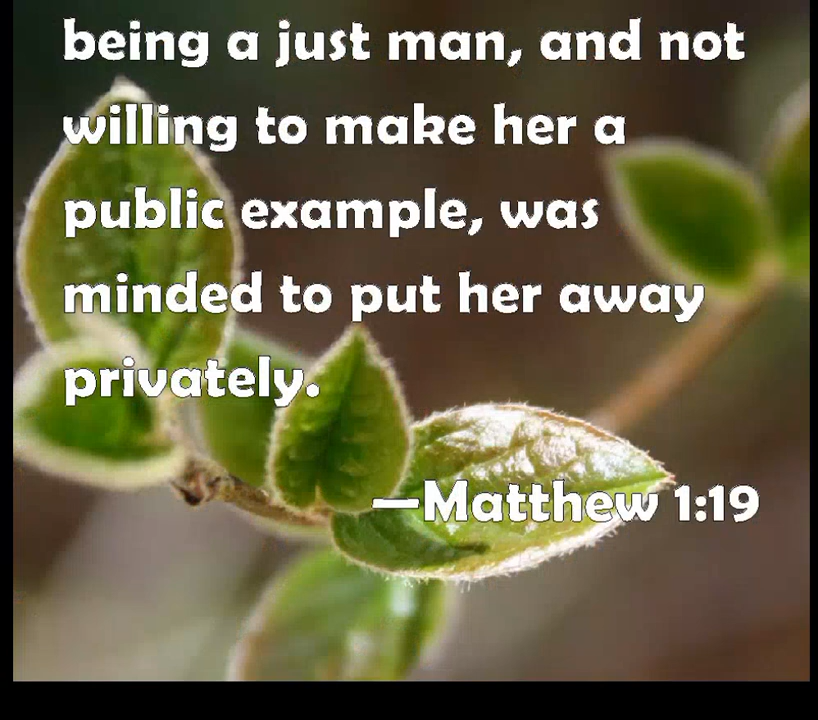 being a just man, and not
willing to make her a
public example, was
minded to put her away
privately.
—Matthew 1:19